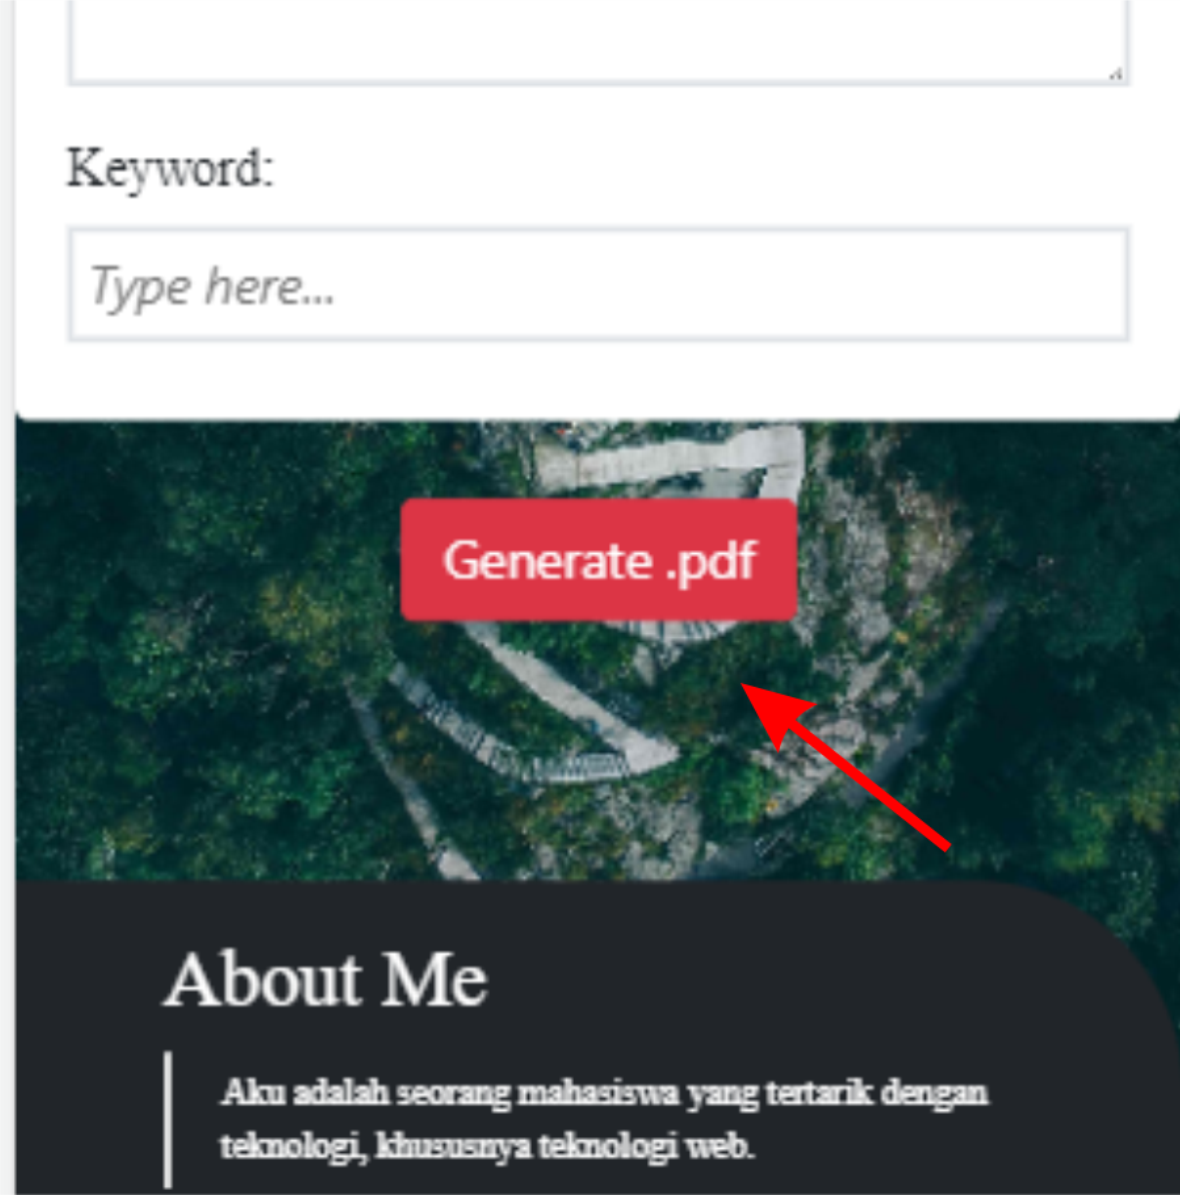 Keyword:
Type here...
Generate .pdf
About Me
Aku adalah seorang mahasiswa yang tertarik dengan
teknologi, khususnya teknologi web.